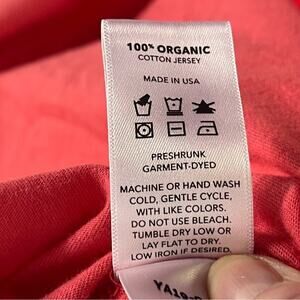 100% ORGANIC
COTTON JERSEY
MADE IN USA
PRESHRUNK
GARMENT-DYED
MACHINE OR HAND WASH
COLD, GENTLE CYCLE,
WITH LIKE COLORS.
DO NOT USE BLEACH.
TUMBLE DRY LOW OR
LAY FLAT TO DRY.
LOW IRON IF DESIRED.